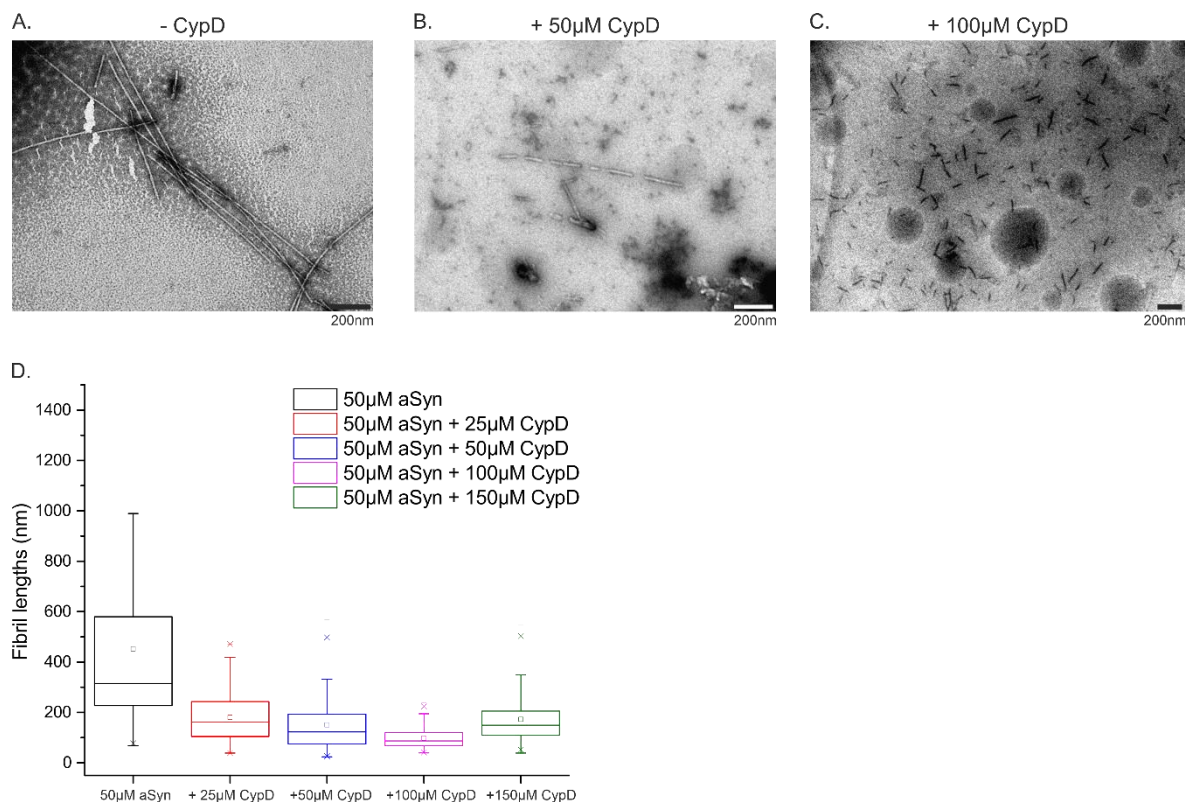 A. - CypD
B. + 50µM CypD
C. + 100µM CypD
200nm
200nm
200nm
D.
50µM aSyn
50µM aSyn + 25µM CypD
50µM aSyn + 50µM CypD
50µM aSyn + 100µM CypD
50µM aSyn + 150µM CypD
Fibril lengths (nm)
1400
1200
1000
800
600
400
200
0
50µM aSyn
+ 25µM CypD
+50µM CypD
+100µM CypD
+150µM CypD